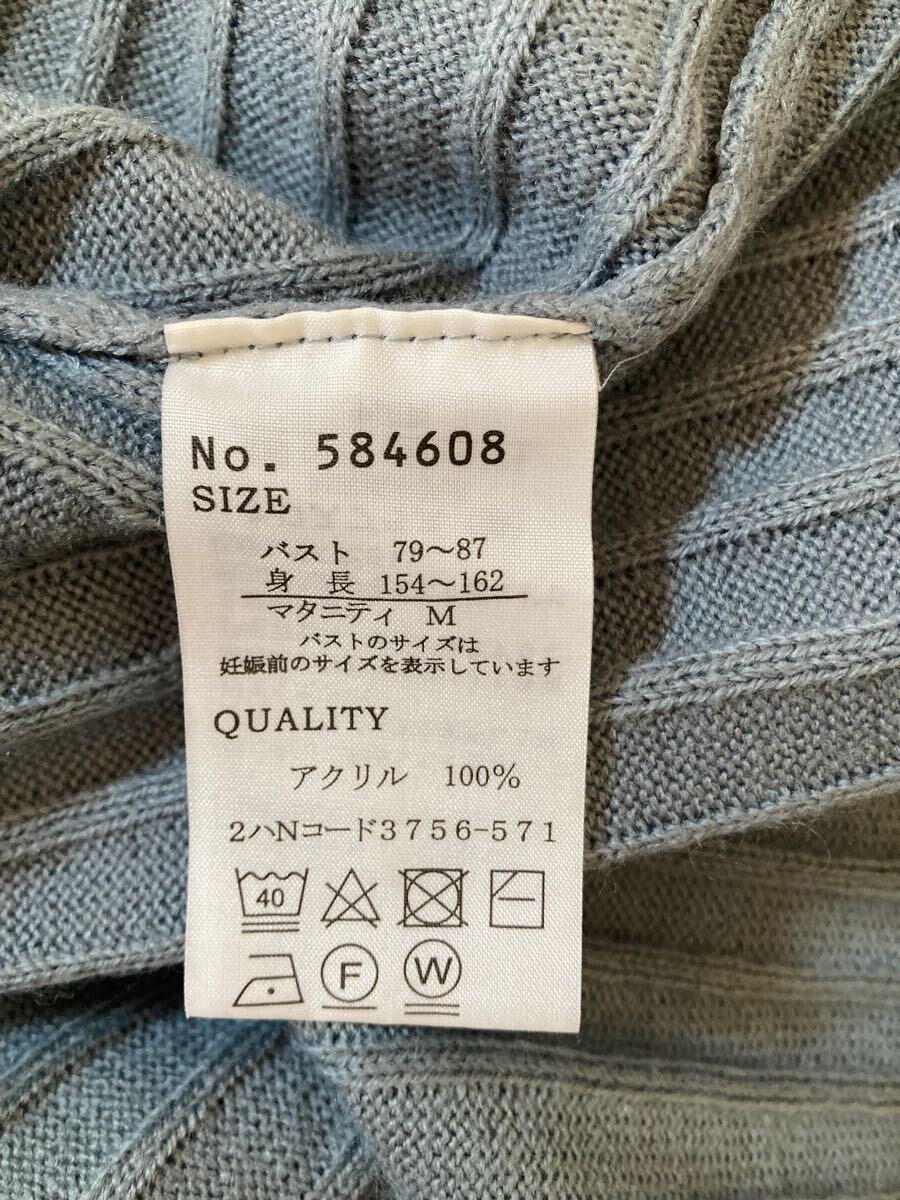 No. 584608
SIZE
バスト 79〜87
身 長 154〜162
マタニティ M
バストのサイズは
妊娠前のサイズを表示しています
QUALITY
アクリル 100%
2ハNコード3756-571
40
F W